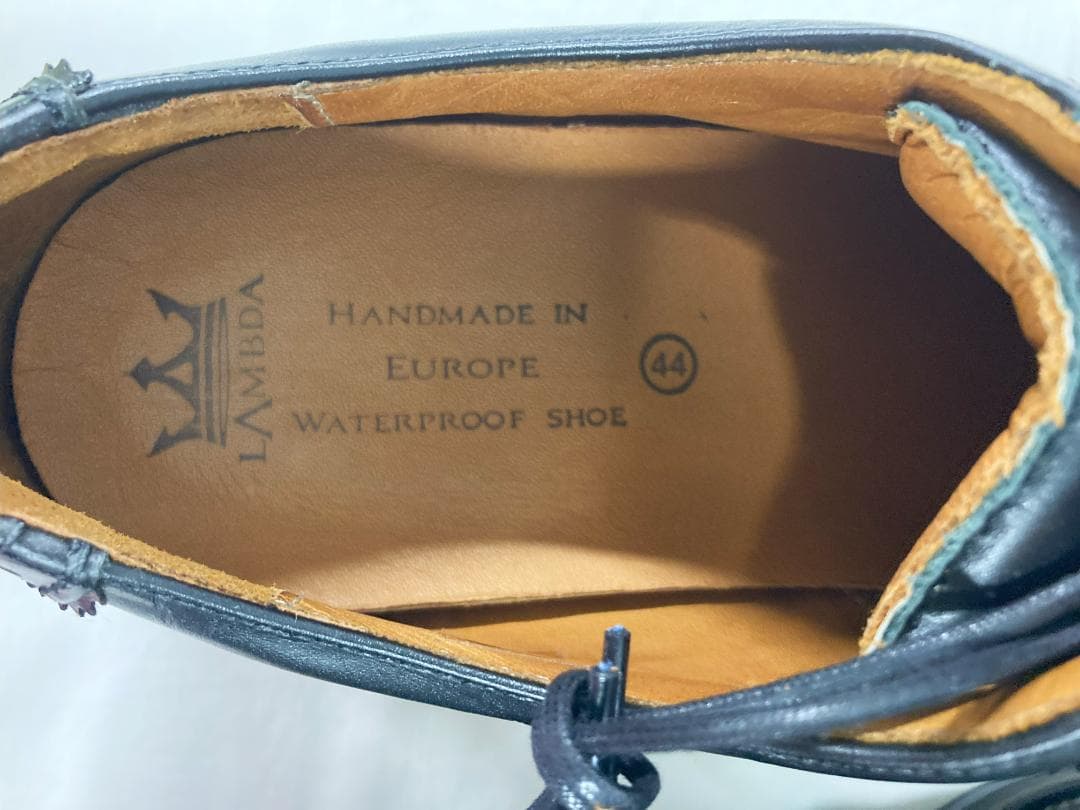 LAMBDA
HANDMADE IN
EUROPE
WATERPROOF SHOE
44